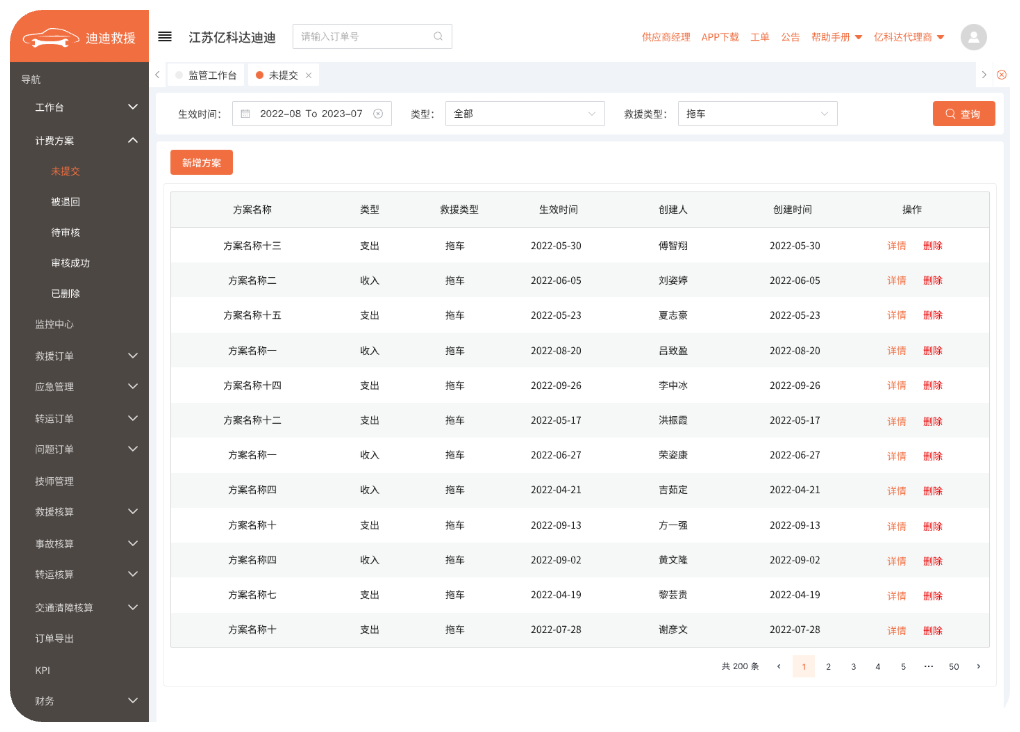 迪迪救援
江苏亿科达迪迪
请输入订单号
供应商经理 APP下载 工单 公告 帮助手册 亿科达代理商
导航
工作台
计费方案
未提交
被退回
待审核
审核成功
已删除
监控中心
救援订单
应急管理
转运订单
问题订单
技师管理
救援核算
事故核算
转运核算
交通清障核算
订单导出
KPI
财务
监管工作台 未提交
生效时间： 2022-08 To 2023-07 类型： 全部 救援类型： 拖车 查询
新增方案
方案名称 类型 救援类型 生效时间 创建人 创建时间 操作
方案名称十三 支出 拖车 2022-05-30 傅智翔 2022-05-30 详情 删除
方案名称二 收入 拖车 2022-06-05 刘姿婷 2022-06-05 详情 删除
方案名称十五 支出 拖车 2022-05-23 夏志豪 2022-05-23 详情 删除
方案名称一 收入 拖车 2022-08-20 吕致盈 2022-08-20 详情 删除
方案名称十四 支出 拖车 2022-09-26 李中冰 2022-09-26 详情 删除
方案名称十二 支出 拖车 2022-05-17 洪振霞 2022-05-17 详情 删除
方案名称一 收入 拖车 2022-06-27 荣姿康 2022-06-27 详情 删除
方案名称四 收入 拖车 2022-04-21 吉茹定 2022-04-21 详情 删除
方案名称十 支出 拖车 2022-09-13 方一强 2022-09-13 详情 删除
方案名称四 收入 拖车 2022-09-02 黄文隆 2022-09-02 详情 删除
方案名称七 支出 拖车 2022-04-19 黎芸贵 2022-04-19 详情 删除
方案名称十 支出 拖车 2022-07-28 谢彦文 2022-07-28 详情 删除
共 200 条 1 2 3 4 5 ··· 50